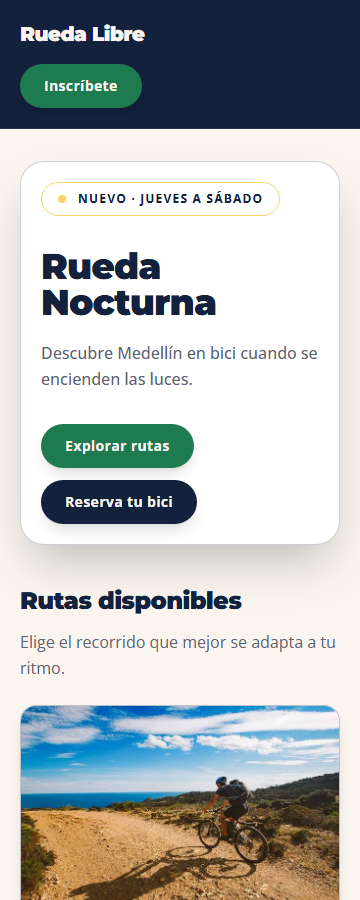 Rueda Libre
Inscríbete
NUEVO · JUEVES A SÁBADO
Rueda
Nocturna
Descubre Medellín en bici cuando se
encienden las luces.
Explorar rutas
Reserva tu bici
Rutas disponibles
Elige el recorrido que mejor se adapta a tu
ritmo.